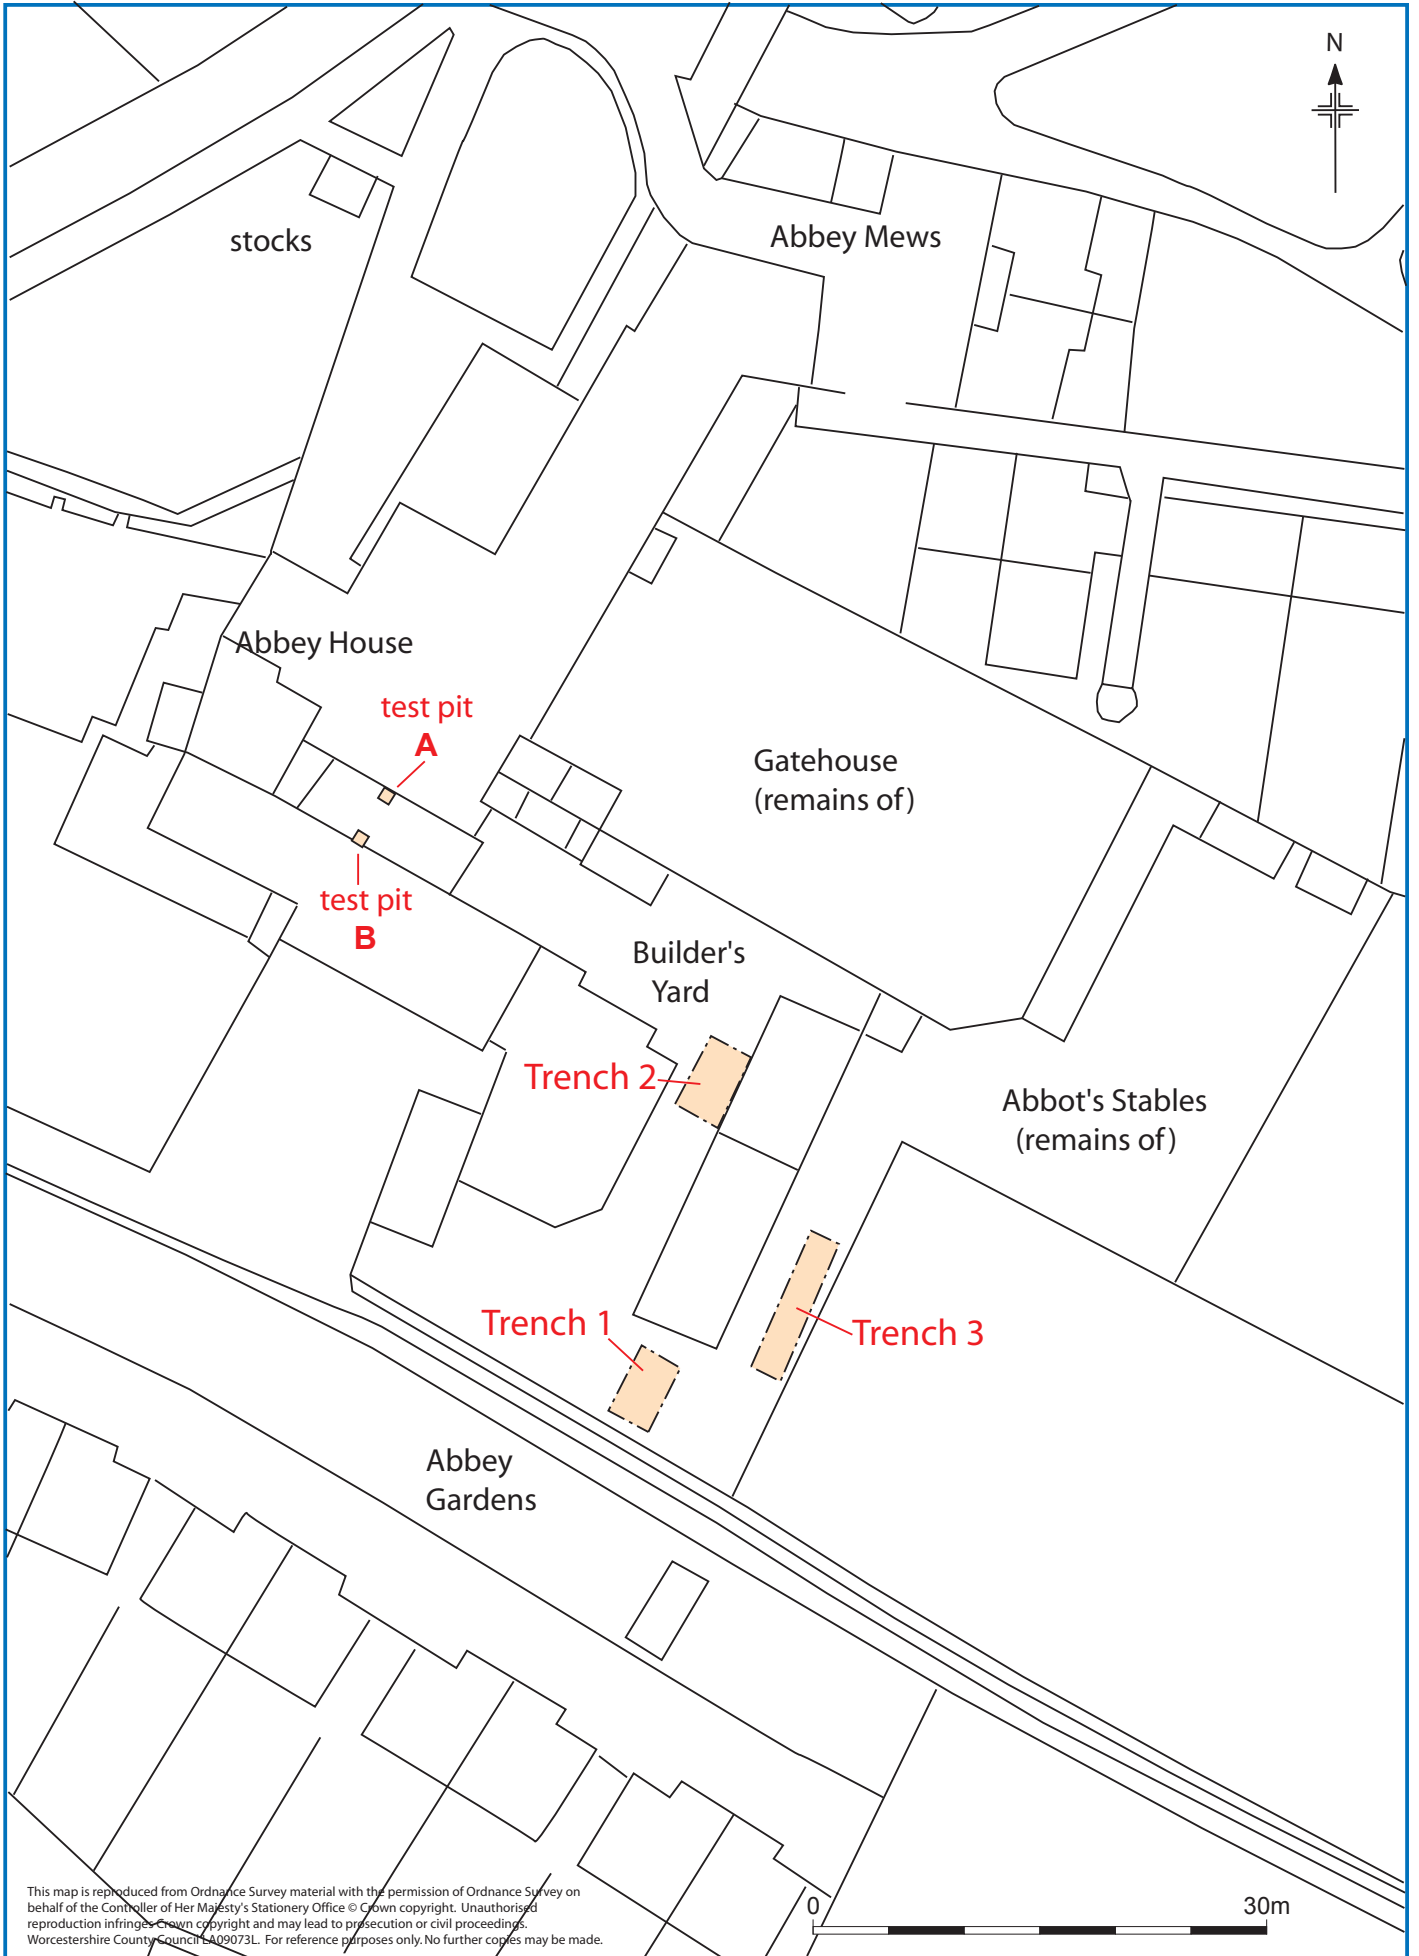 N
stocks
Abbey Mews
Abbey House
test pit
A
Gatehouse
(remains of)
test pit
B
Builder's
Yard
Trench 2
Abbot's Stables
(remains of)
Trench 1
Trench 3
Abbey
Gardens
This map is reproduced from Ordnance Survey material with the permission of Ordnance Survey on
behalf of the Controller of Her Majesty's Stationery Office © Crown copyright. Unauthorised
reproduction infringes Crown copyright and may lead to prosecution or civil proceedings.
Worcestershire County Council LA09073L. For reference purposes only. No further copies may be made.
0 30m